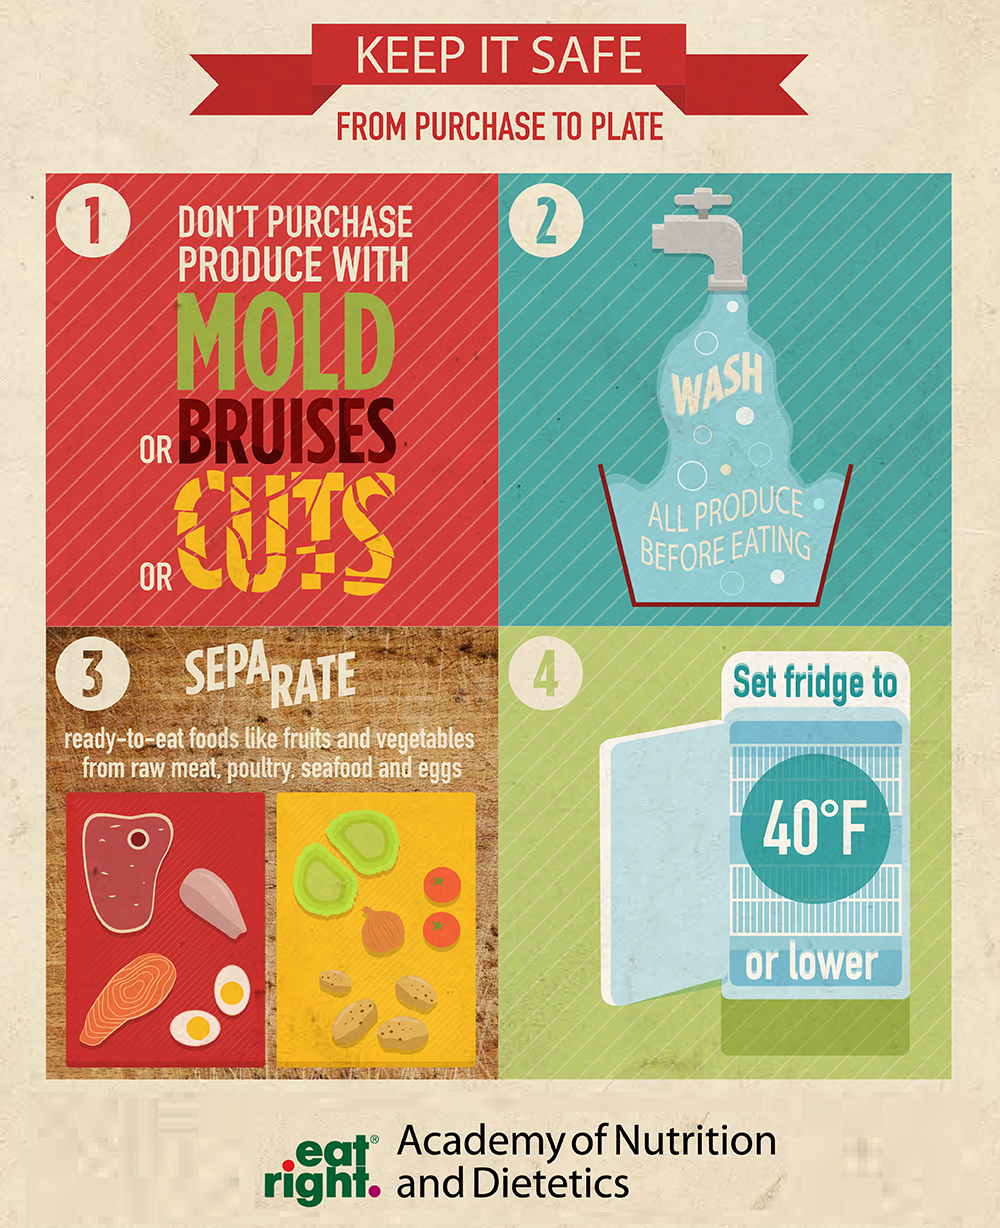 KEEP IT SAFE
FROM PURCHASE TO PLATE
1
DON'T PURCHASE
PRODUCE WITH
MOLD
OR BRUISES
OR CUTS
2
WASH
ALL PRODUCE
BEFORE EATING
3
SEPARATE
ready-to-eat foods like fruits and vegetables
from raw meat, poultry, seafood and eggs
4
Set fridge to
40°F
or lower
eat®
right.
Academy of Nutrition
and Dietetics